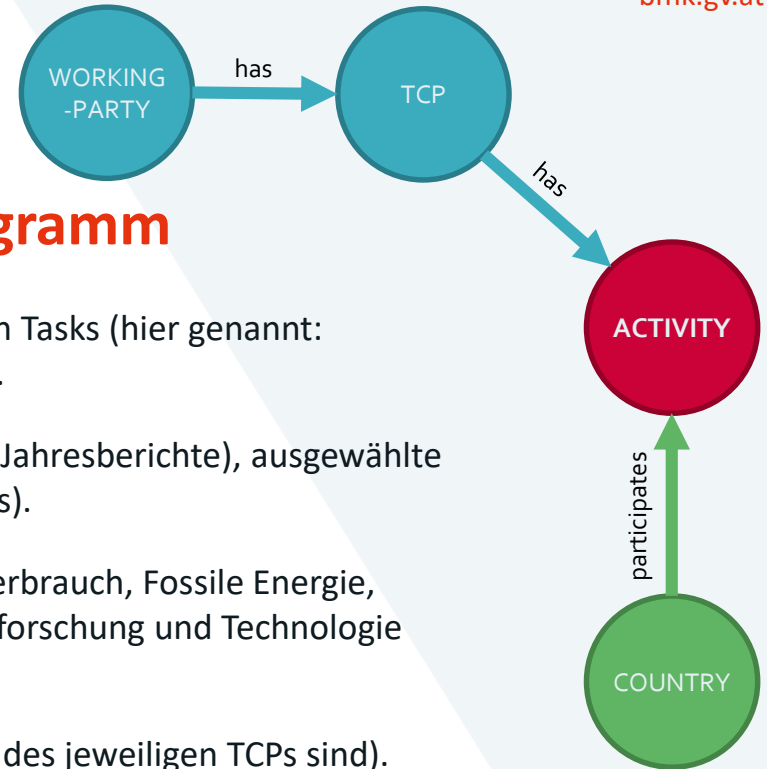 bmk.gv.at
WORKING
-PARTY
has
TCP
has
gramm
n Tasks (hier genannt:
.
Jahresberichte), ausgewählte
s).
erbrauch, Fossile Energie,
forschung und Technologie
des jeweiligen TCPs sind).
ACTIVITY
participates
COUNTRY